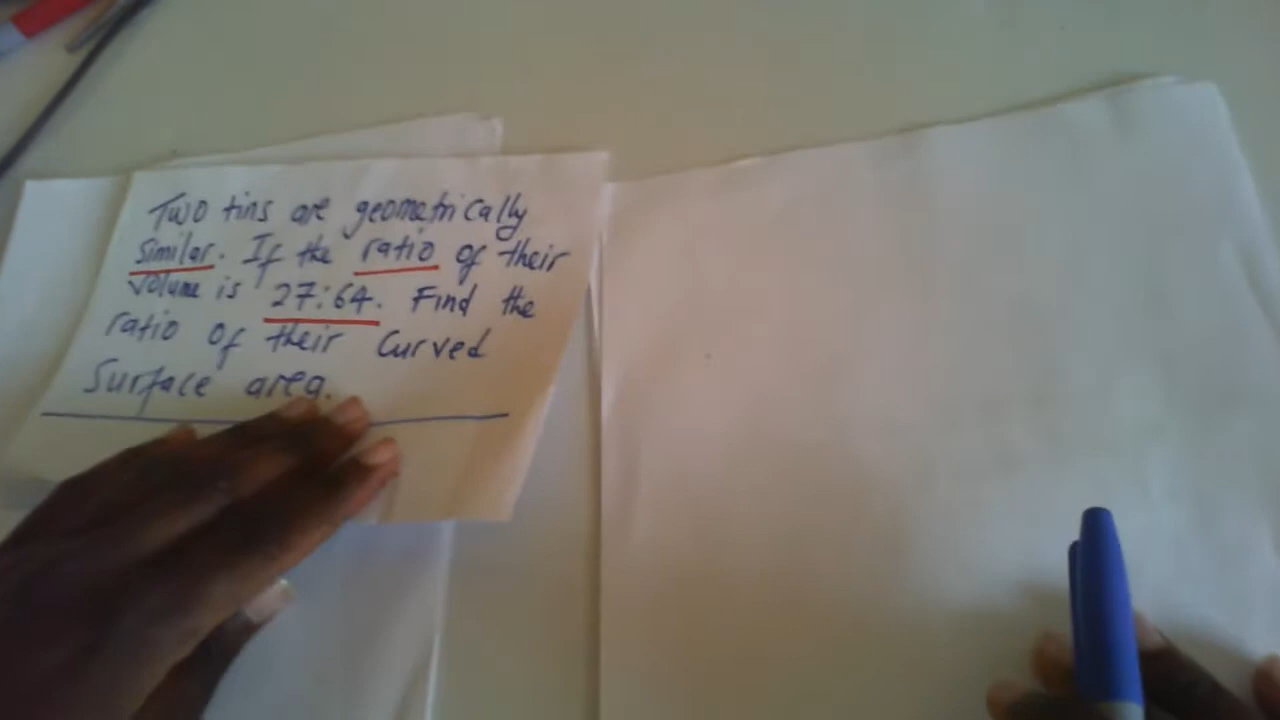 Two tins are geometrically
Similar. If the ratio of their
Volume is 27:64. Find the
ratio of their Curved
Surface area.